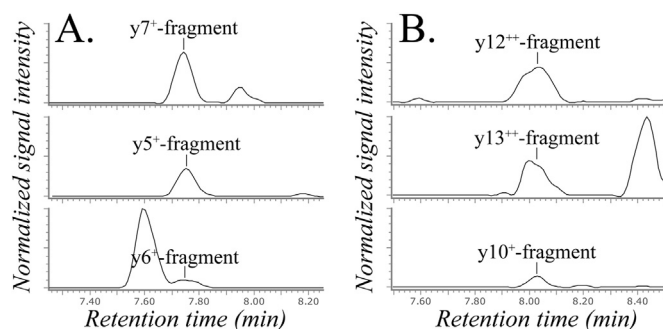 A.
Normalized signal intensity
y7+-fragment
y5+-fragment
y6+-fragment
7.40 7.60 7.80 8.00 8.20
Retention time (min)
B.
Normalized signal intensity
y12++-fragment
y13++-fragment
y10+-fragment
7.60 7.80 8.00 8.20 8.40
Retention time (min)